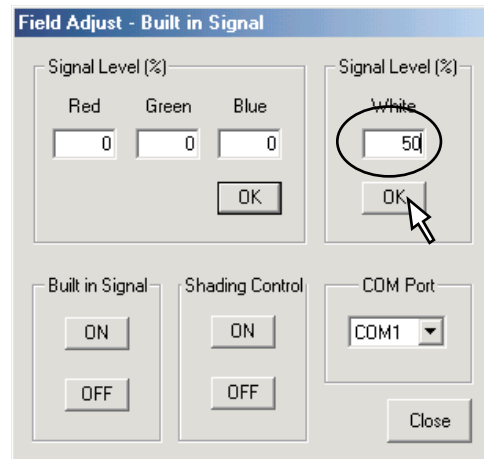 Field Adjust - Built in Signal
Signal Level (%)
Red Green Blue
0 0 0
OK
Signal Level (%)
White
50
OK
Built in Signal
ON
OFF
Shading Control
ON
OFF
COM Port
COM1
Close